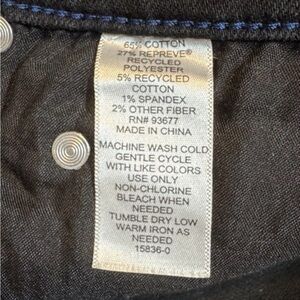 65% COTTON
27% REPREVE®
RECYCLED
POLYESTER
5% RECYCLED
COTTON
1% SPANDEX
2% OTHER FIBER
RN# 93677
MADE IN CHINA
MACHINE WASH COLD
GENTLE CYCLE
WITH LIKE COLORS
USE ONLY
NON-CHLORINE
BLEACH WHEN
NEEDED
TUMBLE DRY LOW
WARM IRON AS
NEEDED
15836-0